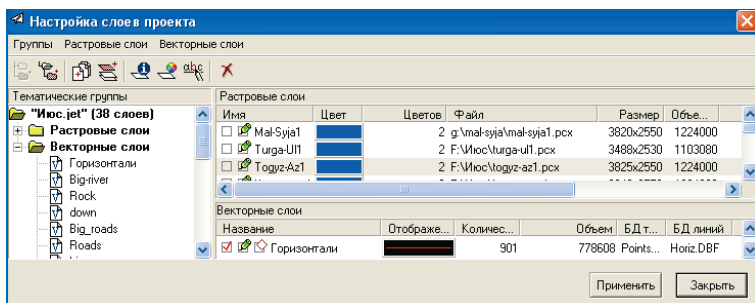 Настройка слоев проекта
Группы Растровые слои Векторные слои
abc
Тематические группы
"Июс.jet" (38 слоев)
Растровые слои
Векторные слои
Горизонтали
Big-river
Rock
down
Big_roads
Roads
Растровые слои
Имя Цвет Цветов Файл Размер Объе...
Mal-Syja1 2 g:\mal-syja\mal-syja1.pcx 3820x2550 1224000
Turga-Ul1 2 F:\Июс\turga-ul1.pcx 3488x2530 1103080
Togyz-Az1 2 F:\Июс\togyz-az1.pcx 3825x2550 1224000
Векторные слои
Название Отображе... Количес... Объем БД т... БД линий
Горизонтали 901 778608 Points... Horiz.DBF
Применить Закрыть